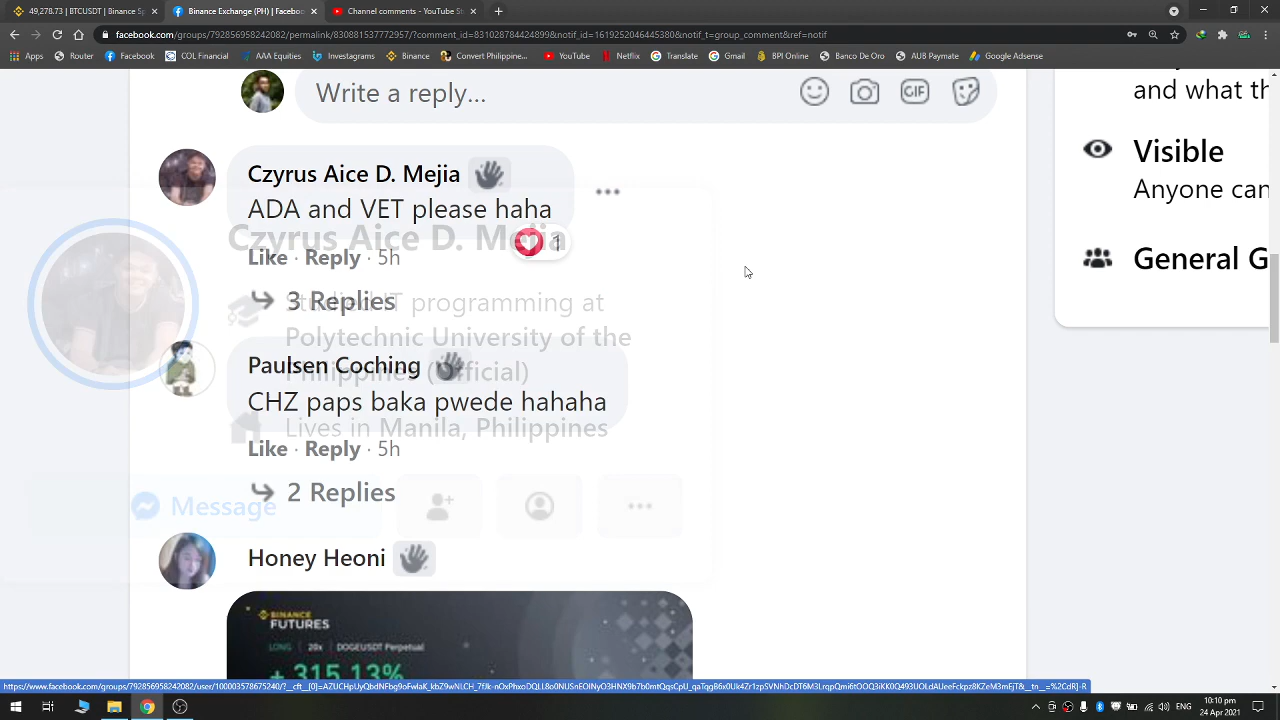 49,278.73 | BTCUSDT | Binance Sp
Facebook
Binance Exchange (PH) | Faceboo
Channel comments - YouTube St
facebook.com/groups/792856958242082/permalink/830881537772957/?comment_id=831028784424899&notif_id=1619252046445380&notif_t=group_comment&ref=notif
Apps
Router
Facebook
COL Financial
AAA Equities
Investagrams
Binance
Convert Philippine...
YouTube
Netflix
Translate
Gmail
BPI Online
Banco De Oro
AUB Paymate
Google Adsense
Write a reply...
GIF
and what th
Visible
Anyone can
General G
Czyrus Aice D. Mejia
ADA and VET please haha
1
Like · Reply · 5h
3 Replies
Czyrus Aice D. Mejia
Studied IT programming at
Polytechnic University of the
Philippines (Official)
Lives in Manila, Philippines
Message
Paulsen Coching
CHZ paps baka pwede hahaha
Like · Reply · 5h
2 Replies
Honey Heoni
BINANCE
FUTURES
LONG | 20x | DOGEUSDT Perpetual
+ 315.13%
ENG
10:10 pm
24 Apr 2021